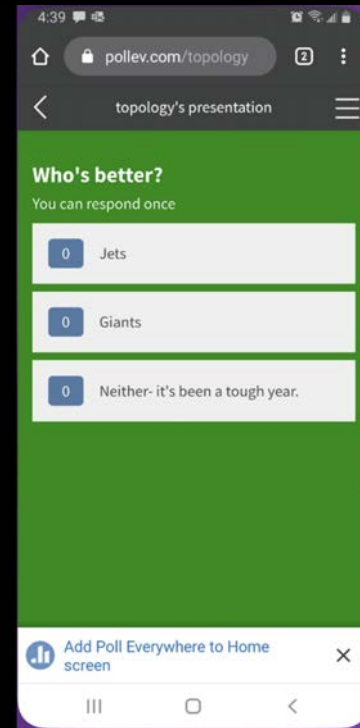 4:39
pollev.com/topology
2
topology's presentation
Who's better?
You can respond once
0 Jets
0 Giants
0 Neither- it's been a tough year.
Add Poll Everywhere to Home
screen